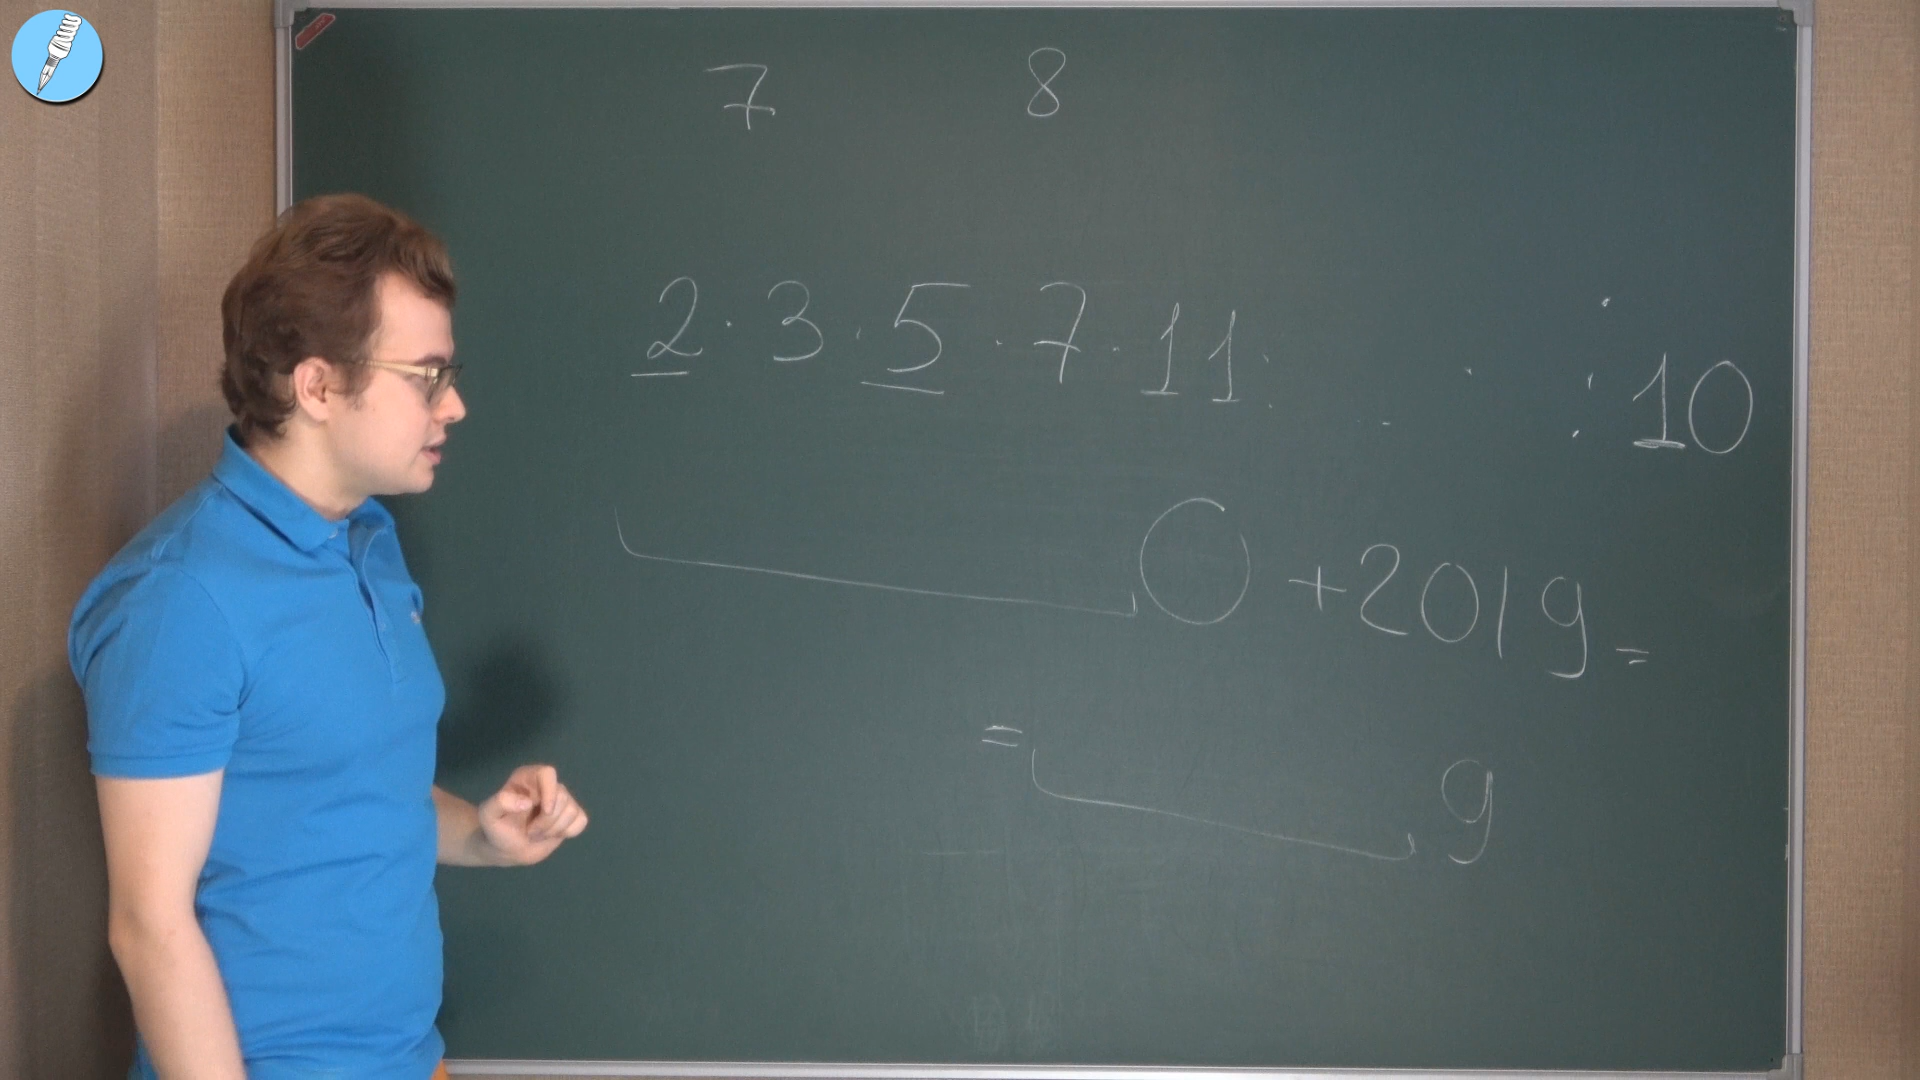 7 8
2 · 3 · 5 · 7 · 11 · . . . ⋮ 10
0 + 2019 =
= 9